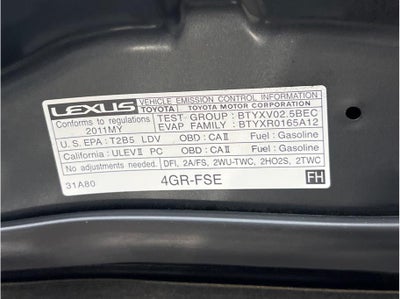 LEXUS VEHICLE EMISSION CONTROL INFORMATION
TOYOTA TOYOTA MOTOR CORPORATION
Conforms to regulations TEST GROUP : BTYXV02.5BEC
2011MY EVAP FAMILY : BTYXR0165A12
U.S. EPA : T2B5 LDV OBD : CAII Fuel : Gasoline
California : ULEVII PC OBD : CAII Fuel : Gasoline
No adjustments needed. DFI, 2A/FS, 2WU-TWC, 2HO2S, 2TWC
31A80 4GR-FSE FH